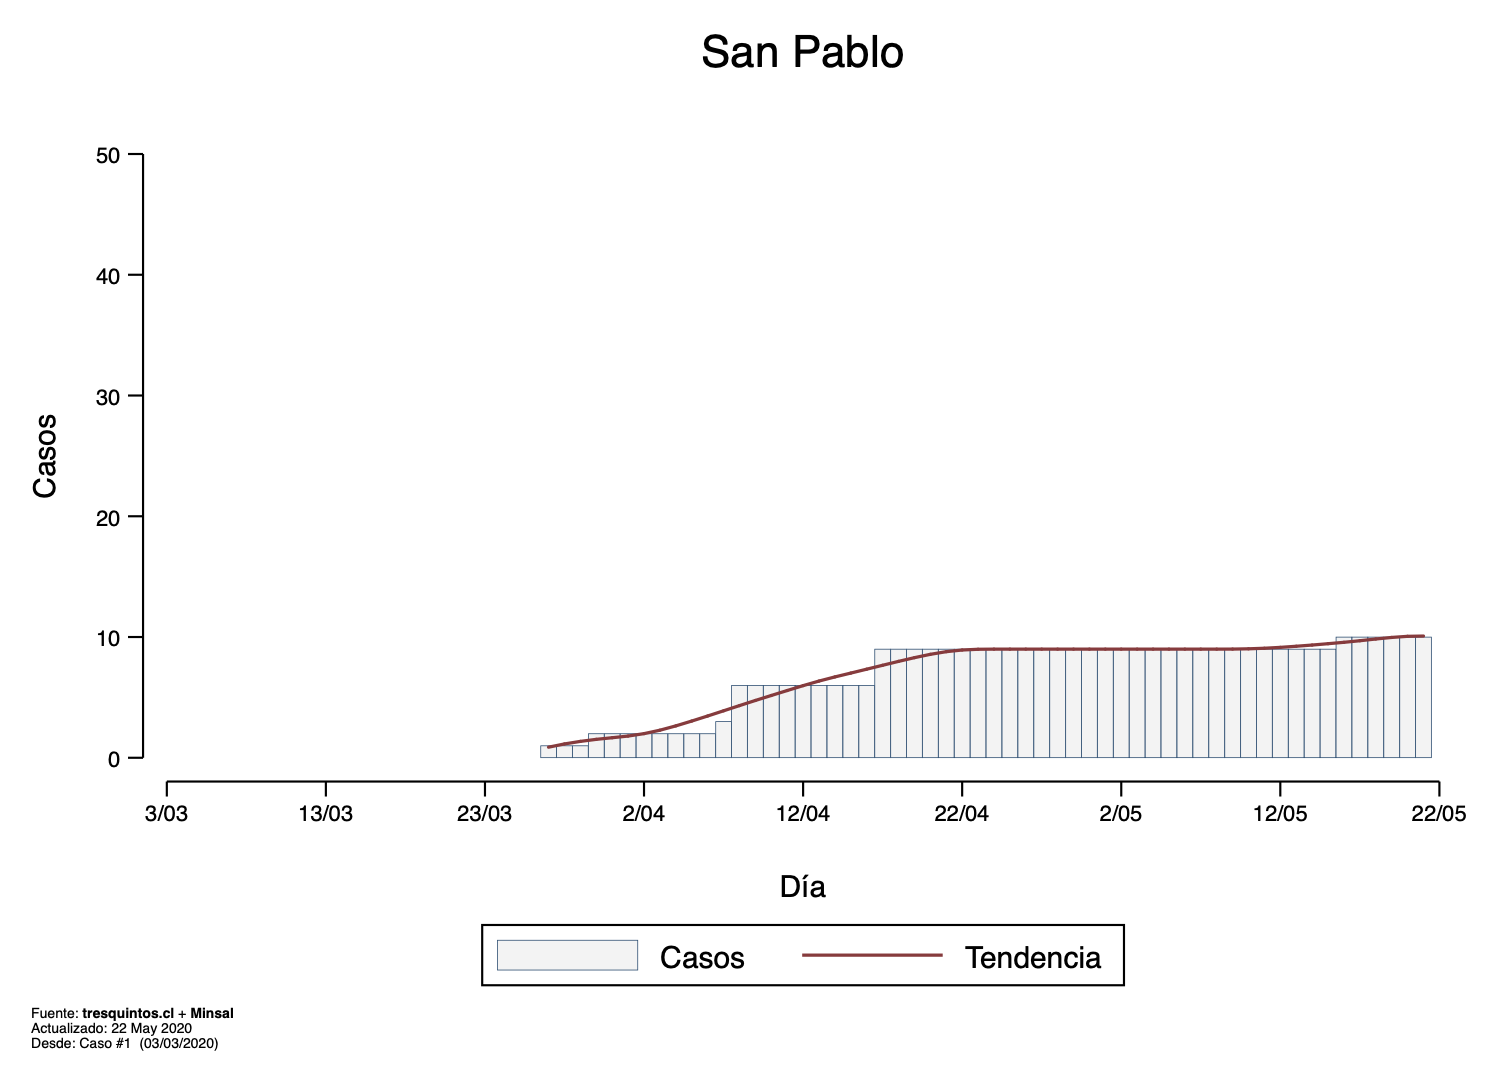 San Pablo
50
40
30
20
10
0
Casos
3/03
13/03
23/03
2/04
12/04
22/04
2/05
12/05
22/05
Día
Casos
Tendencia
Fuente: tresquintos.cl + Minsal
Actualizado: 22 May 2020
Desde: Caso #1  (03/03/2020)